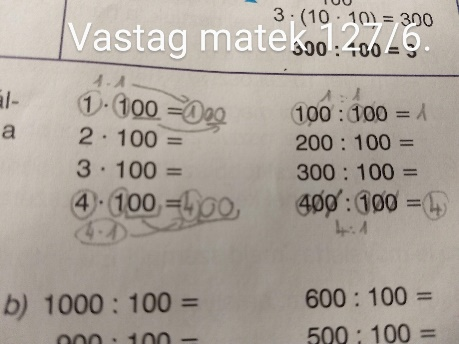 100
3 · (10 · 10) = 300
Vastag matek 127/6.
300 : 100 = 3
ál-
a
1 · 1
1 · 100 = 100
2 · 100 =
3 · 100 =
4 · 100 = 400
4 · 1
1 : 1
100 : 100 = 1
200 : 100 =
300 : 100 =
400 : 100 = 4
4 : 1
b) 1000 : 100 =
900 : 100 =
600 : 100 =
500 : 100 =